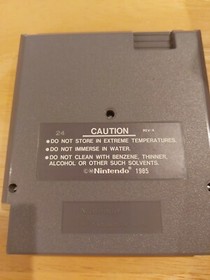 CAUTION
•DO NOT STORE IN EXTREME TEMPERATURES.
•DO NOT IMMERSE IN WATER.
•DO NOT CLEAN WITH BENZENE, THINNER,
ALCOHOL OR OTHER SUCH SOLVENTS.
©®Nintendo® 1985